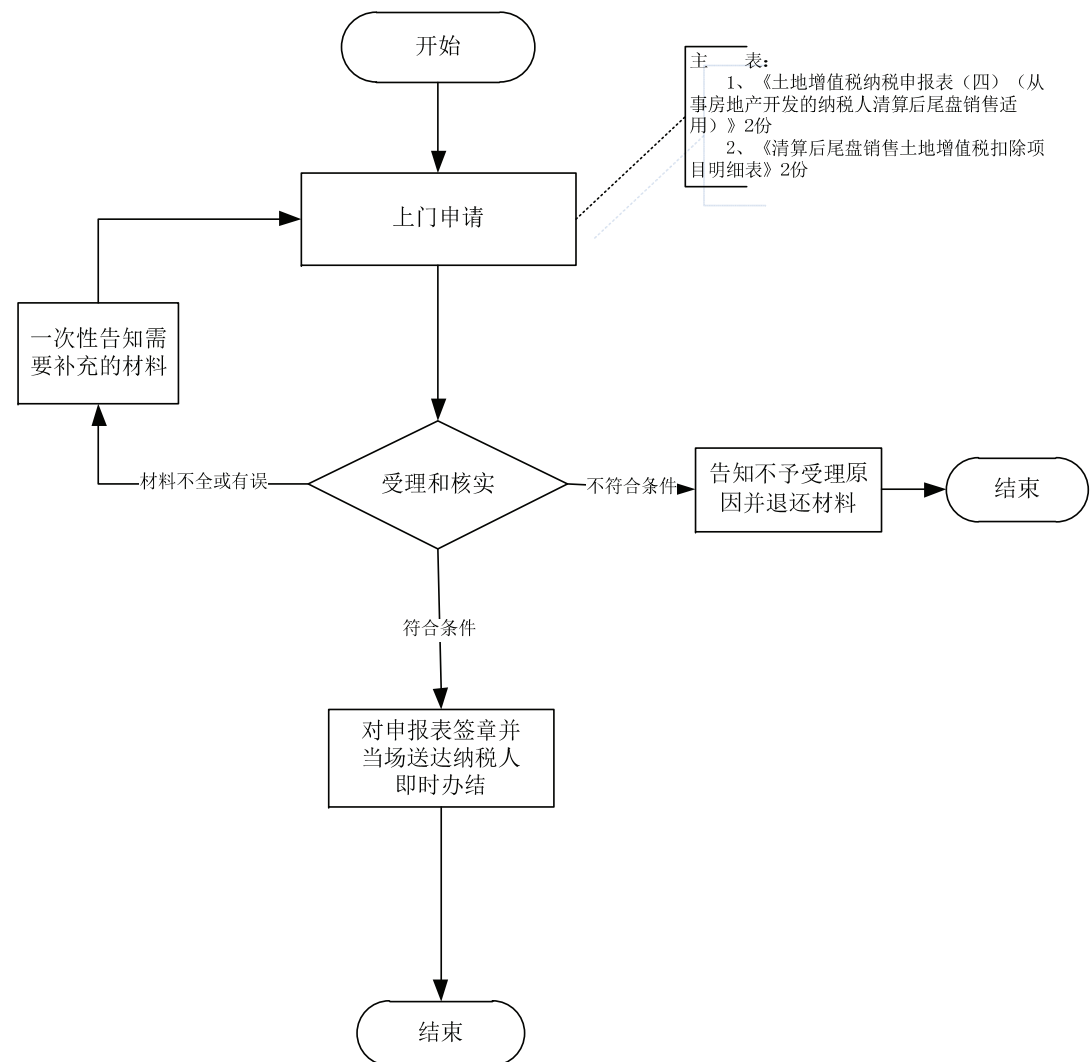 开始
主　　表：
1、《土地增值税纳税申报表（四）（从
事房地产开发的纳税人清算后尾盘销售适
用）》2份
2、《清算后尾盘销售土地增值税扣除项
目明细表》2份
上门申请
一次性告知需
要补充的材料
材料不全或有误
受理和核实
不符合条件
告知不予受理原
因并退还材料
结束
符合条件
对申报表签章并
当场送达纳税人
即时办结
结束